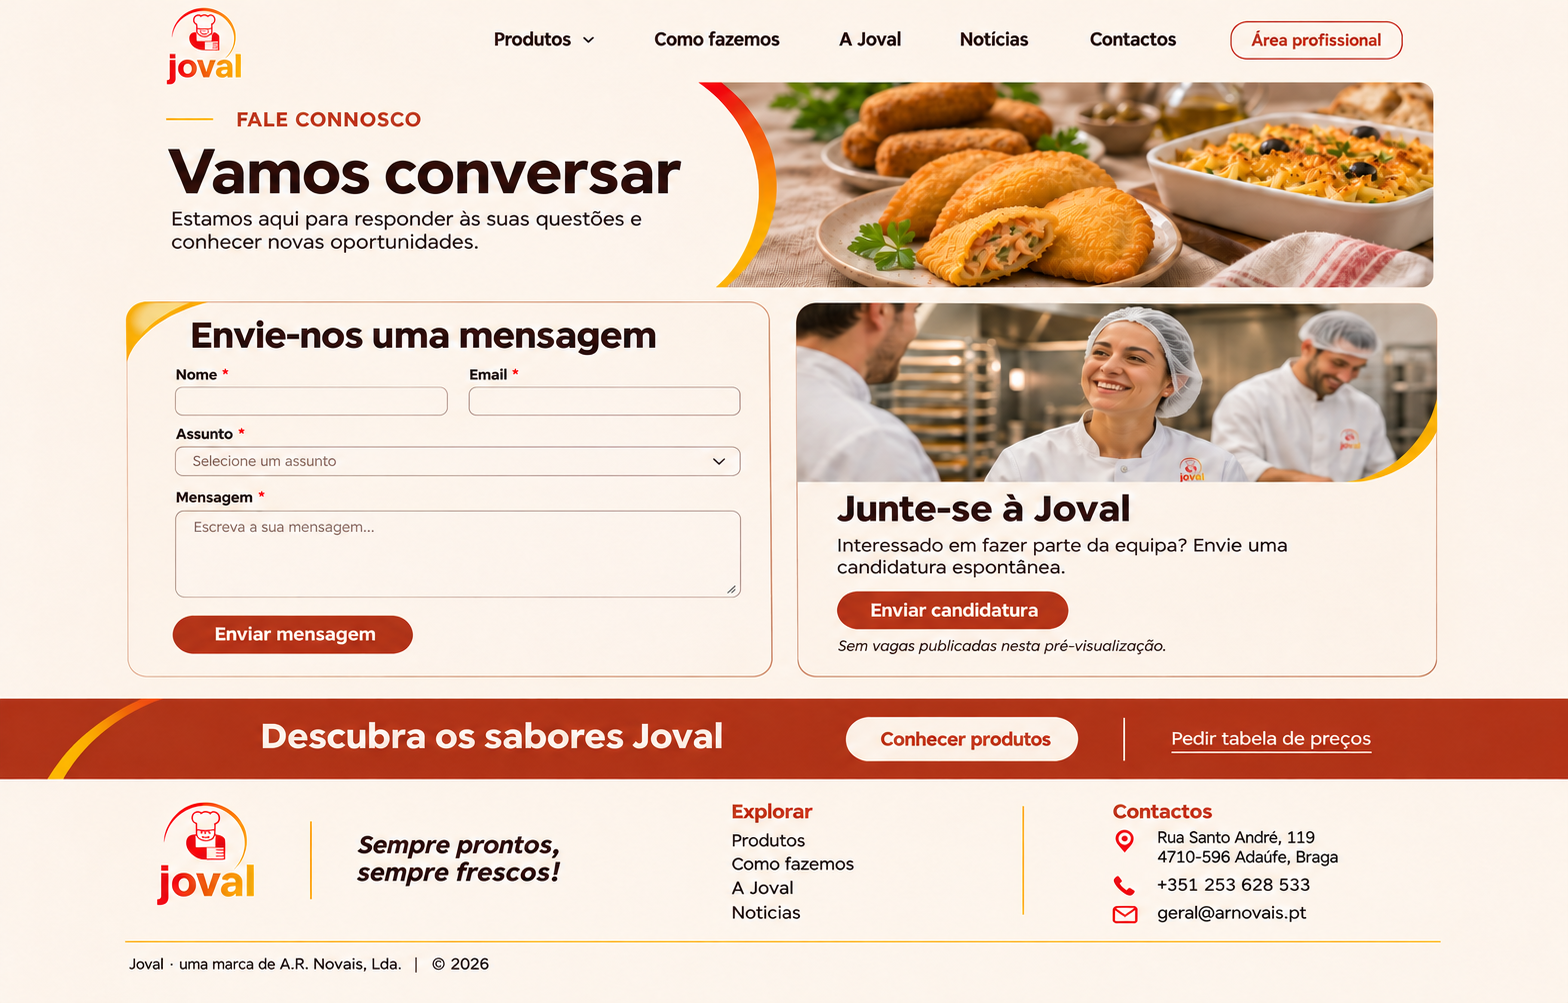 joval
Produtos
Como fazemos
A Joval
Notícias
Contactos
Área profissional
FALE CONNOSCO
Vamos conversar
Estamos aqui para responder às suas questões e
conhecer novas oportunidades.
Envie-nos uma mensagem
Nome *
Email *
Assunto *
Selecione um assunto
Mensagem *
Escreva a sua mensagem...
Enviar mensagem
joval
joval
Junte-se à Joval
Interessado em fazer parte da equipa? Envie uma
candidatura espontânea.
Enviar candidatura
Sem vagas publicadas nesta pré-visualização.
Descubra os sabores Joval
Conhecer produtos
Pedir tabela de preços
joval
Sempre prontos,
sempre frescos!
Explorar
Produtos
Como fazemos
A Joval
Noticias
Contactos
Rua Santo André, 119
4710-596 Adaúfe, Braga
+351 253 628 533
geral@arnovais.pt
Joval · uma marca de A.R. Novais, Lda. | © 2026